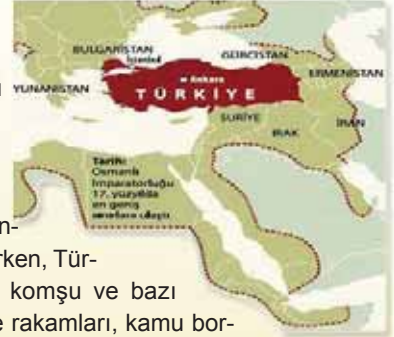 BULGARİSTAN
İstanbul
GÜRCİSTAN
Ankara
ERMENİSTAN
YUNANİSTAN
TÜRKİYE
SURİYE
IRAK
İRAN
Tarih:
Osmanlı
İmparatorluğu
17. yüzyılda
en geniş
sınırlara ulaştı
n-
rken, Tür-
komşu ve bazı
e rakamları, kamu bor-